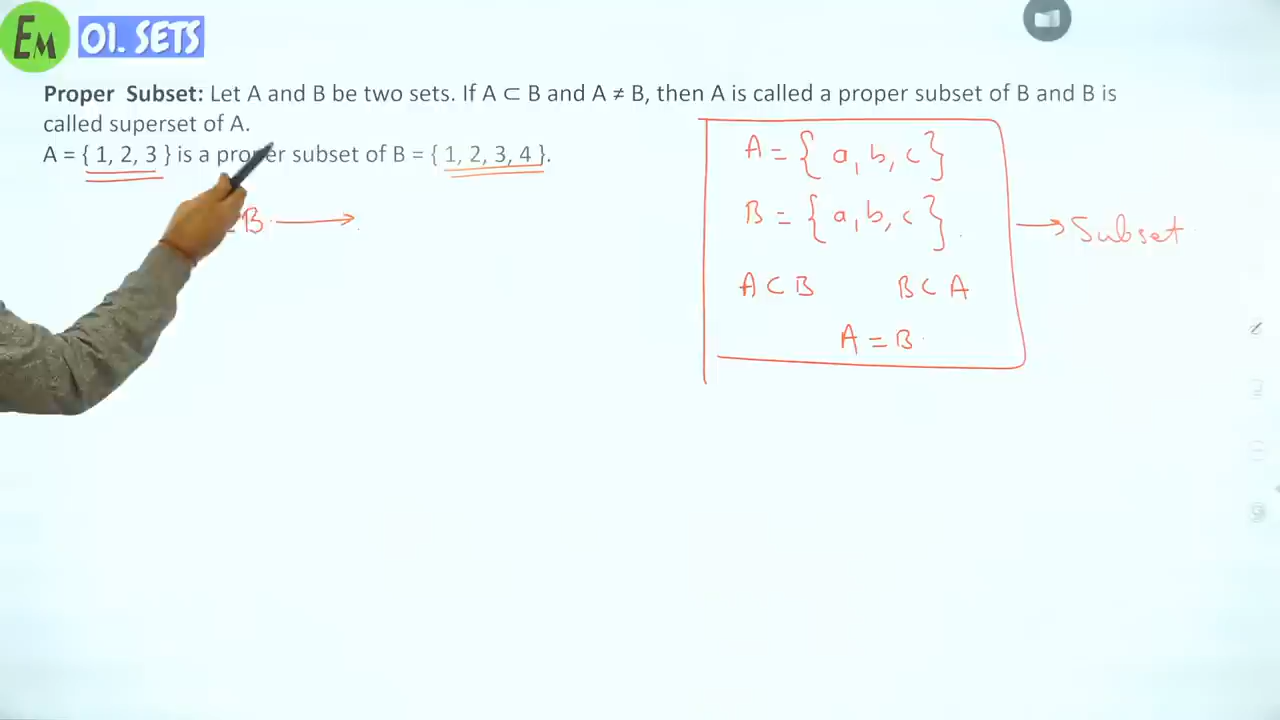 EM 01. SETS
Proper Subset: Let A and B be two sets. If A ⊂ B and A ≠ B, then A is called a proper subset of B and B is
called superset of A.
A = { 1, 2, 3 } is a proper subset of B = { 1, 2, 3, 4 }.
B
A = { a, b, c }
B = { a, b, c }.
A ⊂ B B ⊂ A
A = B.
→ Subset